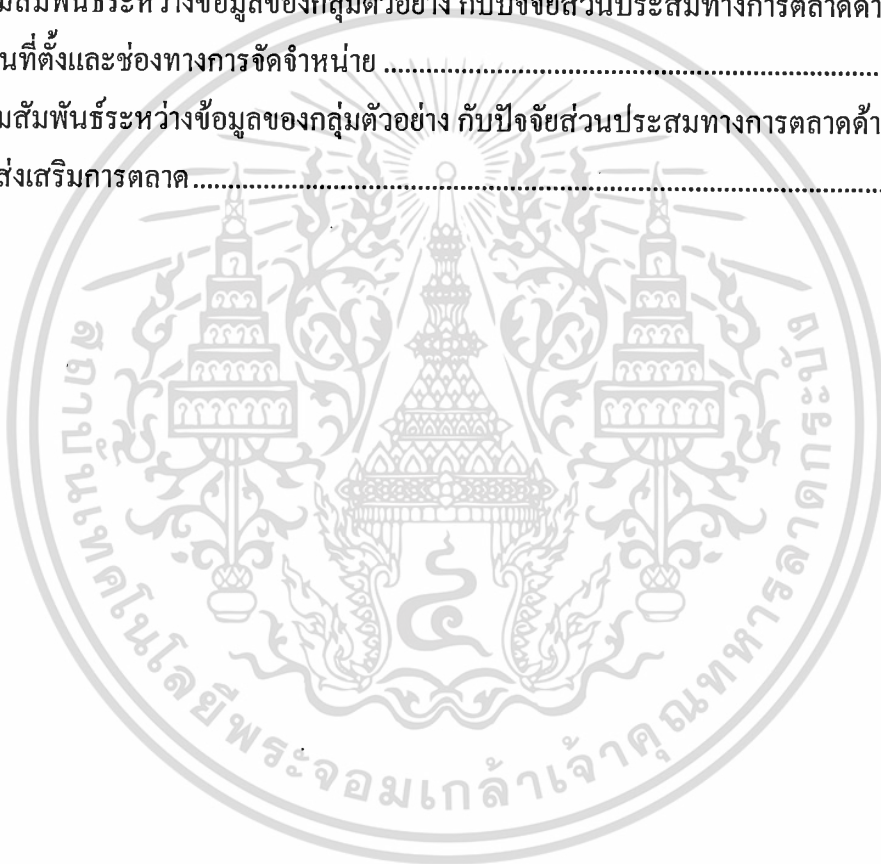 มสัมพันธ์ระหว่างข้อมูลของกลุ่มตัวอย่าง กับปัจจัยส่วนประสมทางการตลาดด้า
นที่ตั้งและช่องทางการจัดจำหน่าย ............................................................
มสัมพันธ์ระหว่างข้อมูลของกลุ่มตัวอย่าง กับปัจจัยส่วนประสมทางการตลาดด้า
ส่งเสริมการตลาด............................................................
สถาบันเทคโนโลยีพระจอมเกล้าเจ้าคุณทหารลาดกระบัง
๔